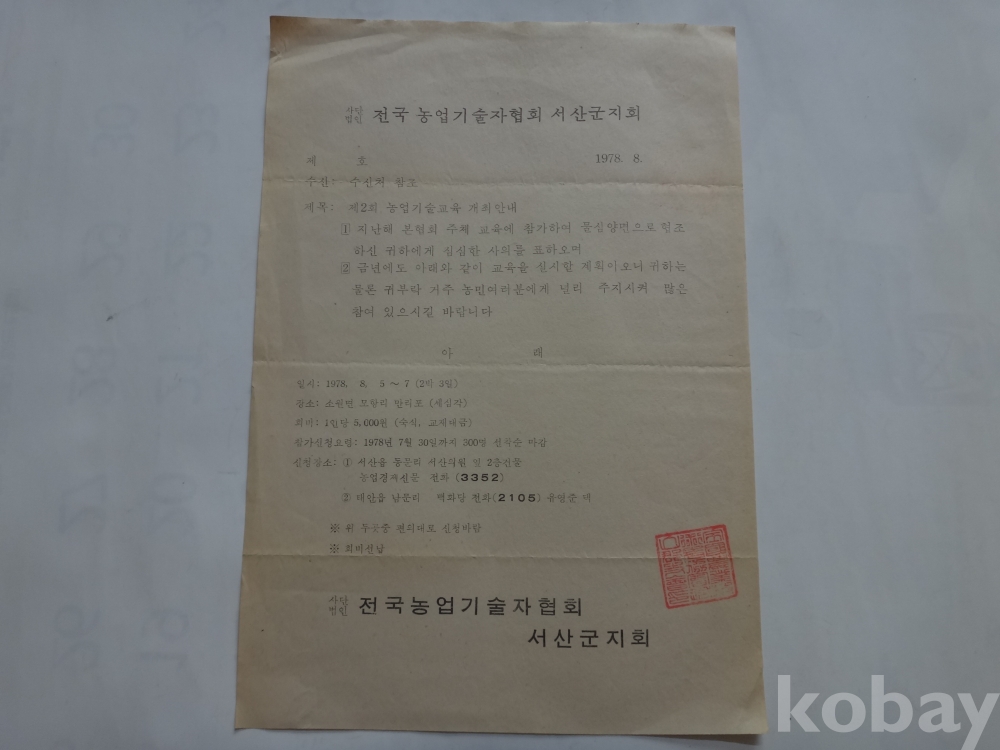 사단법인 전국 농업기술자협회 서산군지회
제 호 1978. 8.
수신: 수신처 참조
제목: 제2회 농업기술교육 개최안내
① 지난해 본협회 주체 교육에 참가하여 물심양면으로 협조
하신 귀하에게 심심한 사의를 표하오며
② 금년에도 아래와 같이 교육을 실시할 계획이오니 귀하는
물론 귀부락 거주 농민여러분에게 널리 주지시켜 많은
참여 있으시길 바랍니다
아 래
일시: 1978. 8. 5 ~ 7 (2박 3일)
장소: 소원면 모항리 만리포
회비: 1인당 5,000원 (숙식, 교재대금)
참가신청요령: 1978년 7월 30일까지 300명 선착순 마감
신청장소: ① 서산읍 동문리 서산의원 옆 2층건물
농업경제신문 전화 (3352)
② 태안읍 남문리 백화당 전화(2105) 댁
※ 위 두곳중 편의대로 신청바람
※ 회비선납
사단법인 전국농업기술자협회
서산군지회
kobay